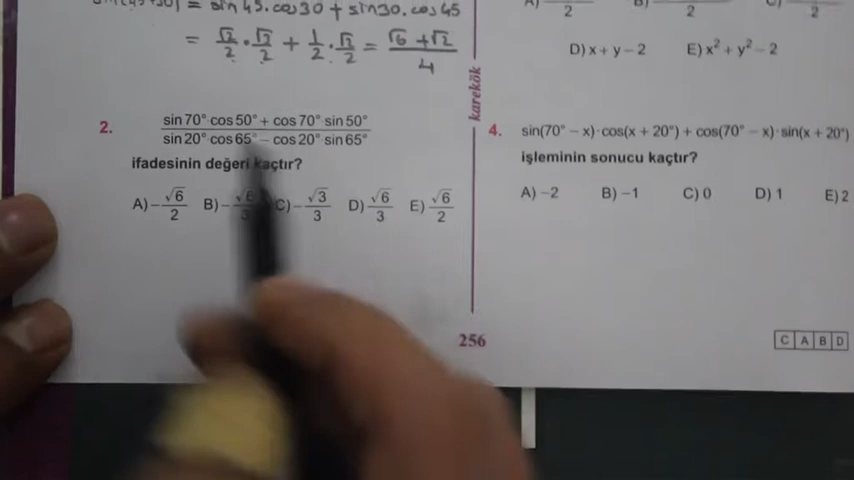 = sin45.cos30 + sin30.cos45
= √2/2 . √3/2 + 1/2 . √2/2 = √6 + √2 / 4
2. sin 70° · cos 50° + cos 70° · sin 50°
sin 20° · cos 65° – cos 20° · sin 65°
ifadesinin değeri kaçtır?
A) –√6/2 C) –√3/3 D) √6/3 E) √6/2
karekök
2 2 2
D) x + y – 2 E) x² + y² – 2
4. sin(70° – x) · cos(x + 20°) + cos(70° – x) · sin(x + 20°)
işleminin sonucu kaçtır?
A) –2 B) –1 C) 0 D) 1 E) 2
256
C A B D